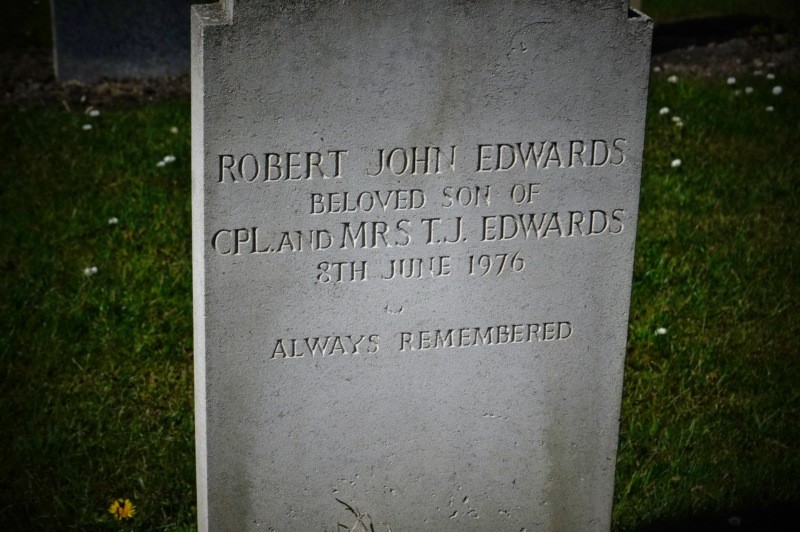 ROBERT JOHN EDWARDS
BELOVED SON OF
CPL. AND MRS T.J. EDWARDS
8TH JUNE 1976
ALWAYS REMEMBERED